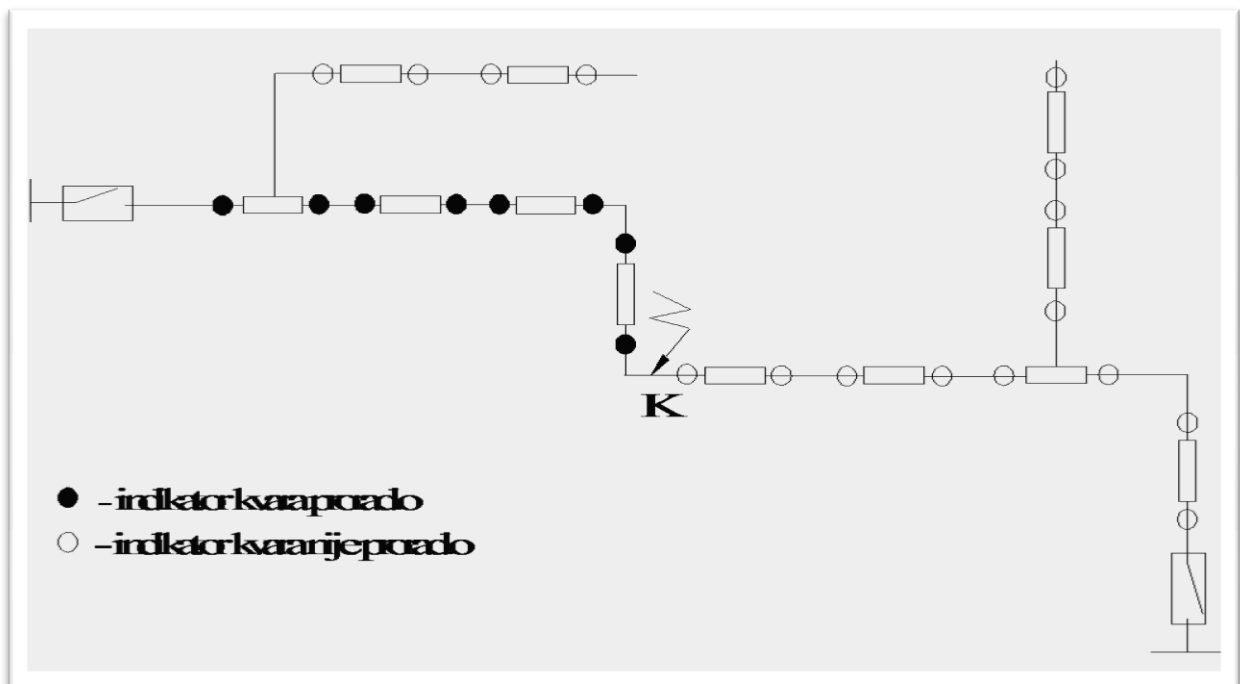 K
– indikator kvara proradio
– indikator kvara nije proradio